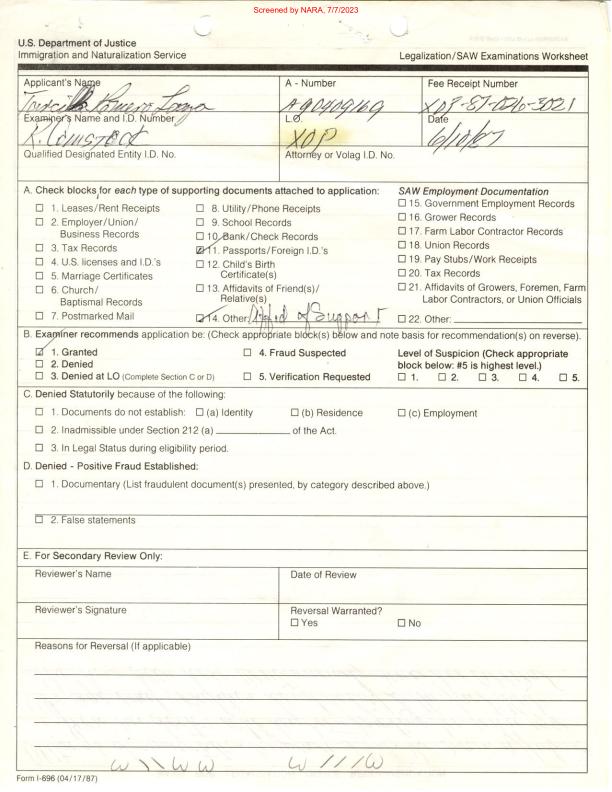 Screened by NARA, 7/7/2023
U.S. Department of Justice
Immigration and Naturalization Service
Legalization/SAW Examinations Worksheet
Applicant's Name
A - Number
Fee Receipt Number
A90409169
XOP-87-026-3021
Examiner's Name and I.D. Number
L.O.
Date
K. Comstock
XOP
6/10/87
Qualified Designated Entity I.D. No.
Attorney or Volag I.D. No.
A. Check blocks for each type of supporting documents attached to application:
☐ 1. Leases/Rent Receipts
☐ 2. Employer/Union/
Business Records
☐ 3. Tax Records
☐ 4. U.S. licenses and I.D.'s
☐ 5. Marriage Certificates
☐ 6. Church/
Baptismal Records
☐ 7. Postmarked Mail
☐ 8. Utility/Phone Receipts
☐ 9. School Records
☐ 10. Bank/Check Records
☑ 11. Passports/Foreign I.D.'s
☐ 12. Child's Birth
Certificate(s)
☐ 13. Affidavits of Friend(s)/
Relative(s)
☑ 14. Other: Affid of Support
SAW Employment Documentation
☐ 15. Government Employment Records
☐ 16. Grower Records
☐ 17. Farm Labor Contractor Records
☐ 18. Union Records
☐ 19. Pay Stubs/Work Receipts
☐ 20. Tax Records
☐ 21. Affidavits of Growers, Foremen, Farm
Labor Contractors, or Union Officials
☐ 22. Other:
B. Examiner recommends application be: (Check appropriate block(s) below and note basis for recommendation(s) on reverse).
☑ 1. Granted
☐ 2. Denied
☐ 3. Denied at LO (Complete Section C or D)
☐ 4. Fraud Suspected
☐ 5. Verification Requested
Level of Suspicion (Check appropriate
block below: #5 is highest level.)
☐ 1. ☐ 2. ☐ 3. ☐ 4. ☐ 5.
C. Denied Statutorily because of the following:
☐ 1. Documents do not establish: ☐ (a) Identity ☐ (b) Residence ☐ (c) Employment
☐ 2. Inadmissible under Section 212 (a) of the Act.
☐ 3. In Legal Status during eligibility period.
D. Denied - Positive Fraud Established:
☐ 1. Documentary (List fraudulent document(s) presented, by category described above.)
☐ 2. False statements
E. For Secondary Review Only:
Reviewer's Name
Date of Review
Reviewer's Signature
Reversal Warranted?
☐ Yes ☐ No
Reasons for Reversal (If applicable)
Form I-696 (04/17/87)